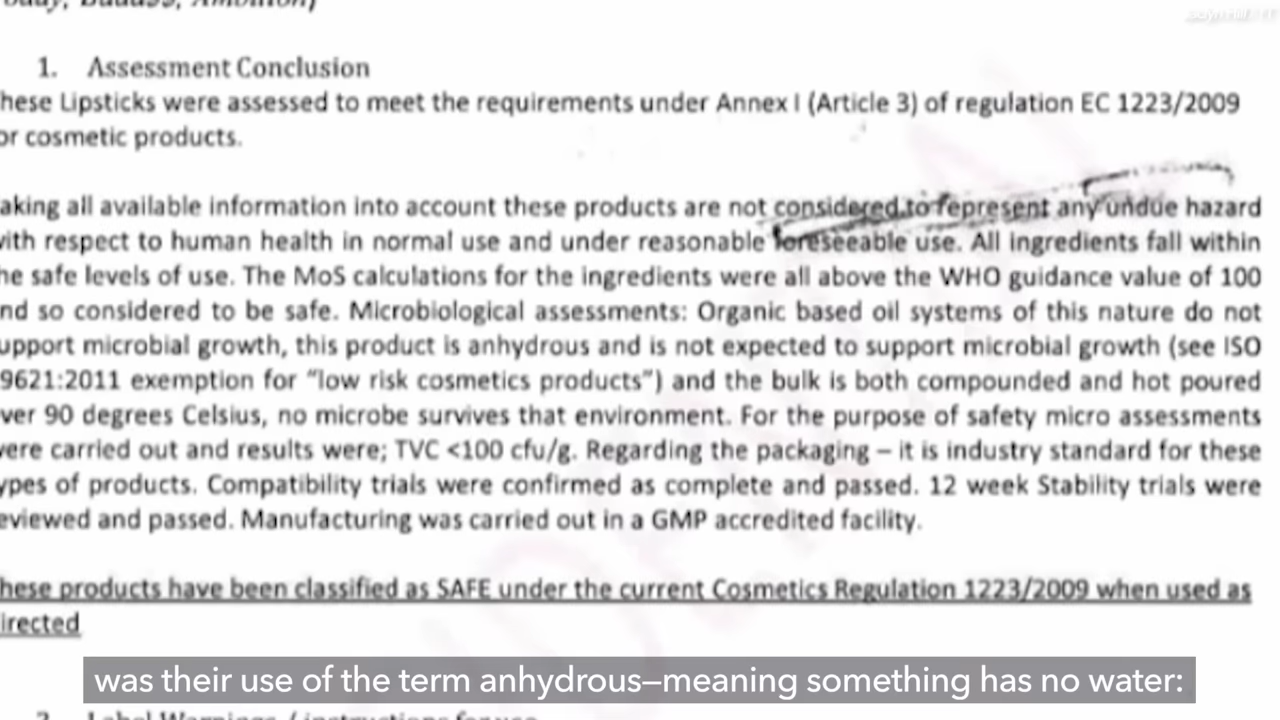 1. Assessment Conclusion
hese Lipsticks were assessed to meet the requirements under Annex I (Article 3) of regulation EC 1223/2009
or cosmetic products.
aking all available information into account these products are not considered to represent any undue hazard
ith respect to human health in normal use and under reasonable foreseeable use. All ingredients fall within
he safe levels of use. The MoS calculations for the ingredients were all above the WHO guidance value of 100
nd so considered to be safe. Microbiological assessments: Organic based oil systems of this nature do not
upport microbial growth, this product is anhydrous and is not expected to support microbial growth (see ISO
9621:2011 exemption for "low risk cosmetics products") and the bulk is both compounded and hot poured
ver 90 degrees Celsius, no microbe survives that environment. For the purpose of safety micro assessments
ere carried out and results were; TVC <100 cfu/g. Regarding the packaging – it is industry standard for these
ypes of products. Compatibility trials were confirmed as complete and passed. 12 week Stability trials were
eviewed and passed. Manufacturing was carried out in a GMP accredited facility.
hese products have been classified as SAFE under the current Cosmetics Regulation 1223/2009 when used as
irected
was their use of the term anhydrous—meaning something has no water: